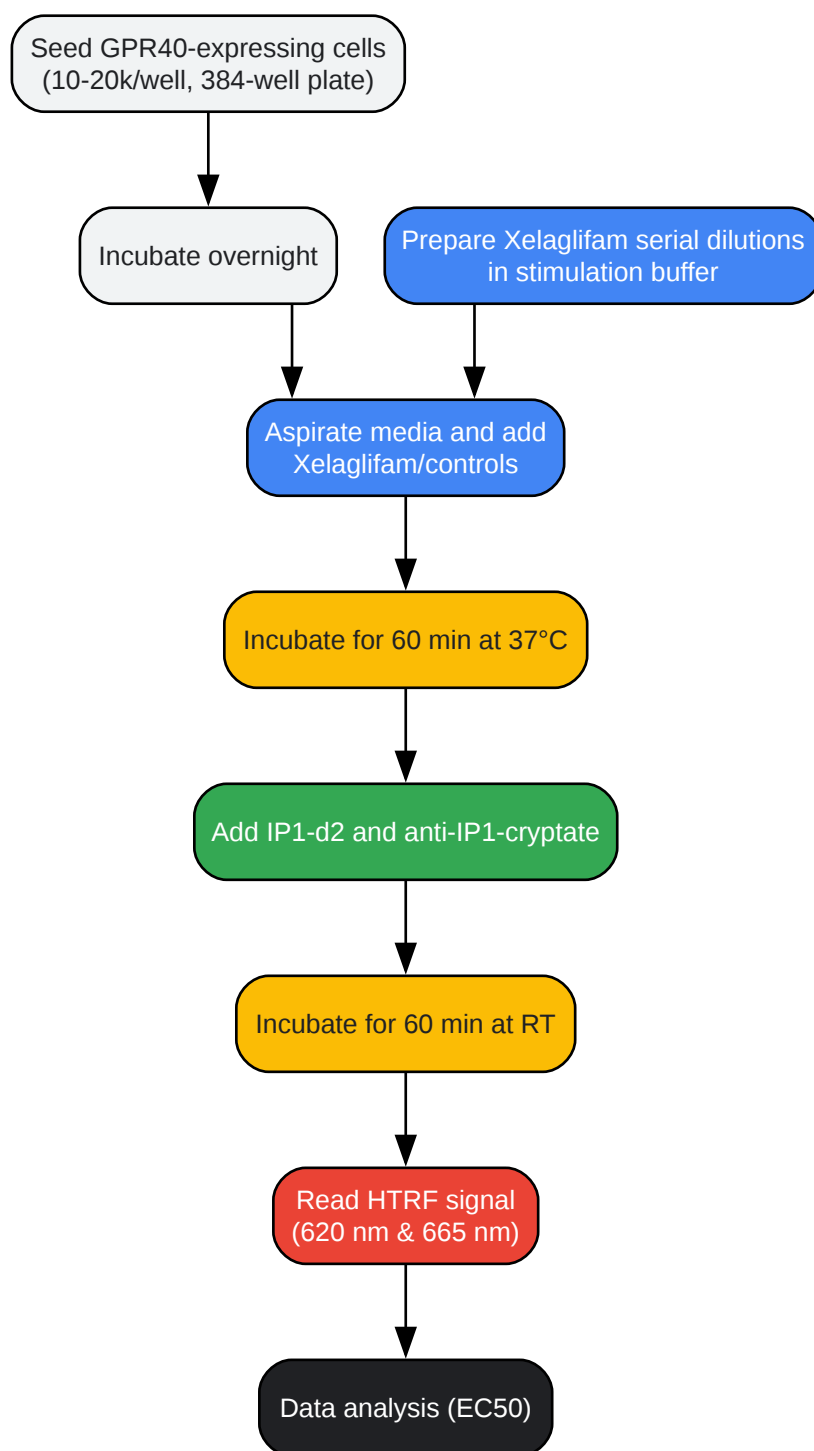 Seed GPR40-expressing cells
(10-20k/well, 384-well plate)
Incubate overnight
Prepare Xelaglifam serial dilutions
in stimulation buffer
Aspirate media and add
Xelaglifam/controls
Incubate for 60 min at 37°C
Add IP1-d2 and anti-IP1-cryptate
Incubate for 60 min at RT
Read HTRF signal
(620 nm & 665 nm)
Data analysis (EC50)